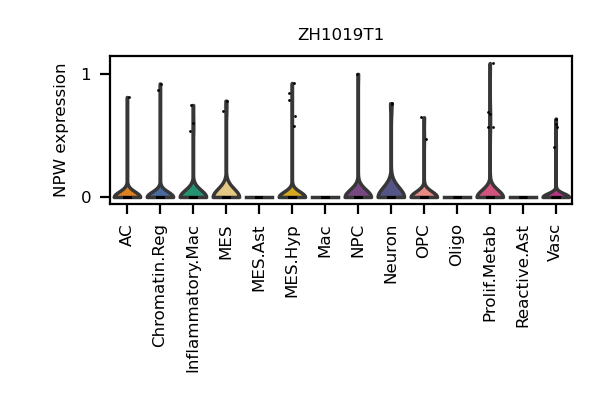 ZH1019T1
NPW expression
1
0
AC
Chromatin.Reg
Inflammatory.Mac
MES
MES.Ast
MES.Hyp
Mac
NPC
Neuron
OPC
Oligo
Prolif.Metab
Reactive.Ast
Vasc